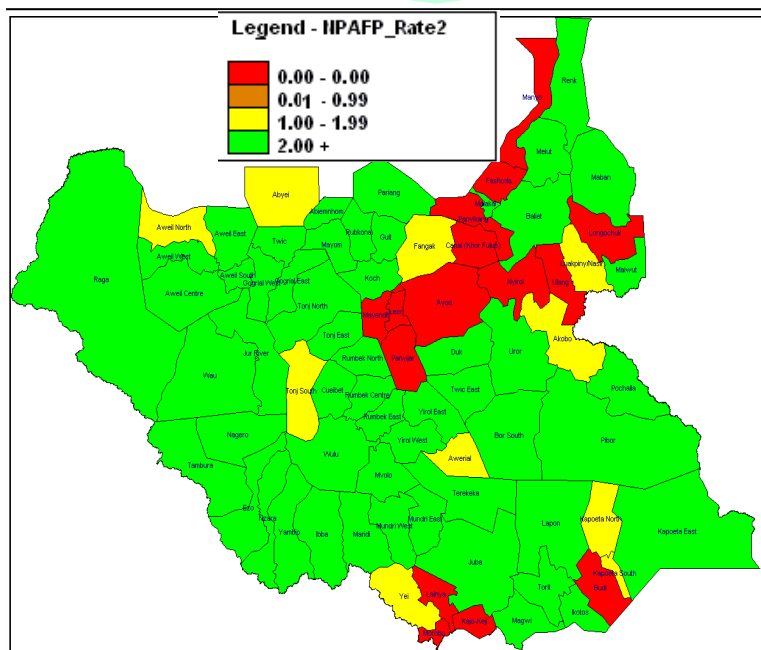 Legend - NPAFP_Rate2
0.00 - 0.00
0.01 - 0.99
1.00 - 1.99
2.00 +
Renk
Manyo
Melut
Maban
Fashoda
Malakal
Pariang
Abyei
Abiemnhom
Panyikang
Baliet
Longochuk
Aweil North
Aweil East
Twic
Mayom
Rubkona
Guit
Fangak
Canal (Khor Fulus)
Luakpiny/Nasir
Maiwut
Aweil West
Raga
Aweil South
Gogrial West
Gogrial East
Koch
Nyirol
Ulang
Aweil Centre
Tonj North
Mayendit
Leer
Ayod
Tonj East
Akobo
Jur River
Rumbek North
Panyijar
Duk
Uror
Wau
Tonj South
Cueibet
Rumbek Centre
Twic East
Pochalla
Rumbek East
Yirol East
Nagero
Yirol West
Bor South
Pibor
Wulu
Awerial
Tambura
Mvolo
Terekeka
Ezo
Nzara
Yambio
Ibba
Maridi
Mundri West
Mundri East
Lapon
Kapoeta North
Kapoeta East
Juba
Kapoeta South
Torit
Budi
Yei
Lainya
Ikotos
Magwi
Kajo-Keji
Morobo